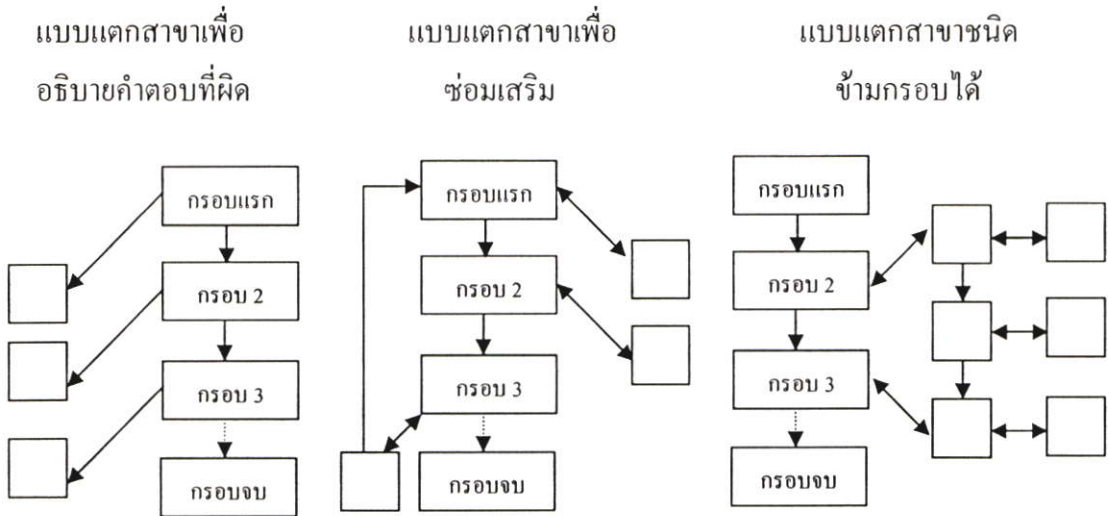 แบบแตกสาขาเพื่อ
อธิบายคำตอบที่ผิด
กรอบแรก
กรอบ 2
กรอบ 3
กรอบจบ
แบบแตกสาขาเพื่อ
ซ่อมเสริม
กรอบแรก
กรอบ 2
กรอบ 3
กรอบจบ
แบบแตกสาขาชนิด
ข้ามกรอบได้
กรอบแรก
กรอบ 2
กรอบ 3
กรอบจบ